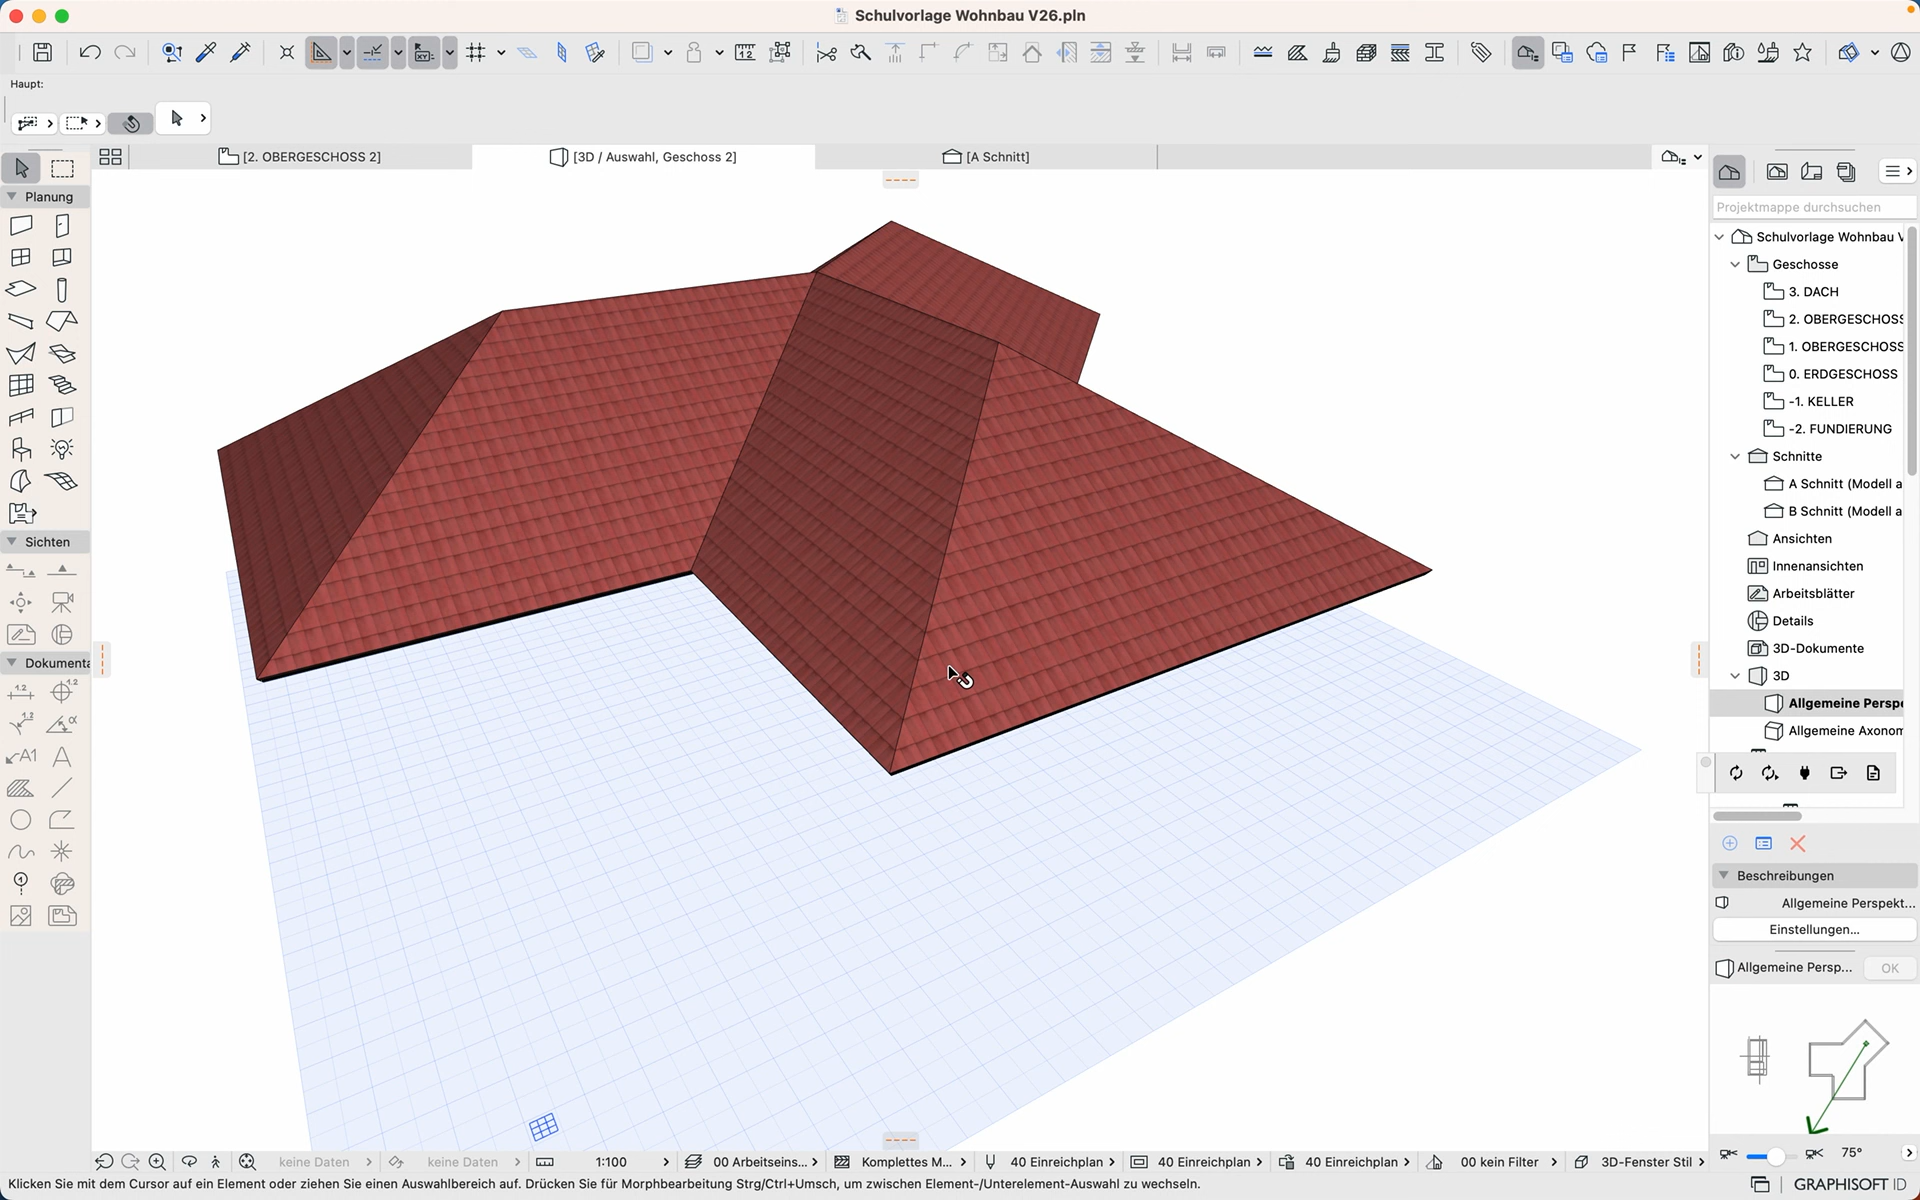 Schulvorlage Wohnbau V26.pln
Haupt:
[2. OBERGESCHOSS 2]
[3D / Auswahl, Geschoss 2]
[A Schnitt]
Planung
Sichten
Dokumenta
Projektmappe durchsuchen
Schulvorlage Wohnbau V
Geschosse
3. DACH
2. OBERGESCHOSS
1. OBERGESCHOSS
0. ERDGESCHOSS
-1. KELLER
-2. FUNDIERUNG
Schnitte
A Schnitt (Modell a
B Schnitt (Modell a
Ansichten
Innenansichten
Arbeitsblätter
Details
3D-Dokumente
3D
Allgemeine Perspe
Allgemeine Axonom
Beschreibungen
Allgemeine Perspekt...
Einstellungen...
Allgemeine Persp...
OK
75°
keine Daten
keine Daten
1:100
00 Arbeitseins...
Komplettes M...
40 Einreichplan
40 Einreichplan
40 Einreichplan
00 kein Filter
3D-Fenster Stil
Klicken Sie mit dem Cursor auf ein Element oder ziehen Sie einen Auswahlbereich auf. Drücken Sie für Morphbearbeitung Strg/Ctrl+Umsch, um zwischen Element-/Unterelement-Auswahl zu wechseln.
GRAPHISOFT ID